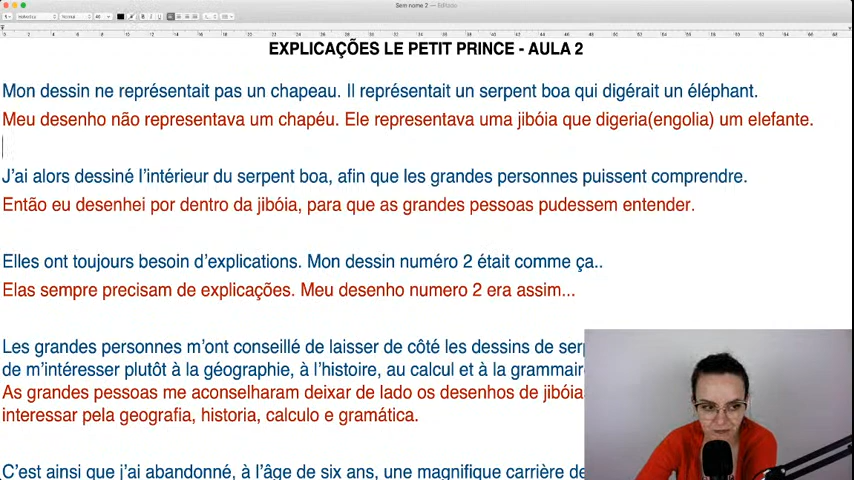 Sem nome 2 — Editado
EXPLICAÇÕES LE PETIT PRINCE - AULA 2
Mon dessin ne représentait pas un chapeau. Il représentait un serpent boa qui digérait un éléphant.
Meu desenho não representava um chapéu. Ele representava uma jibóia que digeria(engolia) um elefante.
J'ai alors dessiné l'intérieur du serpent boa, afin que les grandes personnes puissent comprendre.
Então eu desenhei por dentro da jibóia, para que as grandes pessoas pudessem entender.
Elles ont toujours besoin d'explications. Mon dessin numéro 2 était comme ça..
Elas sempre precisam de explicações. Meu desenho numero 2 era assim...
Les grandes personnes m'ont conseillé de laisser de côté les dessins de
de m'intéresser plutôt à la géographie, à l'histoire, au calcul et à la grammaire
As grandes pessoas me aconselharam deixar de lado os desenhos de jibóia
interessar pela geografia, historia, calculo e gramática.
C'est ainsi que j'ai abandonné, à l'âge de six ans, une magnifique carrière de